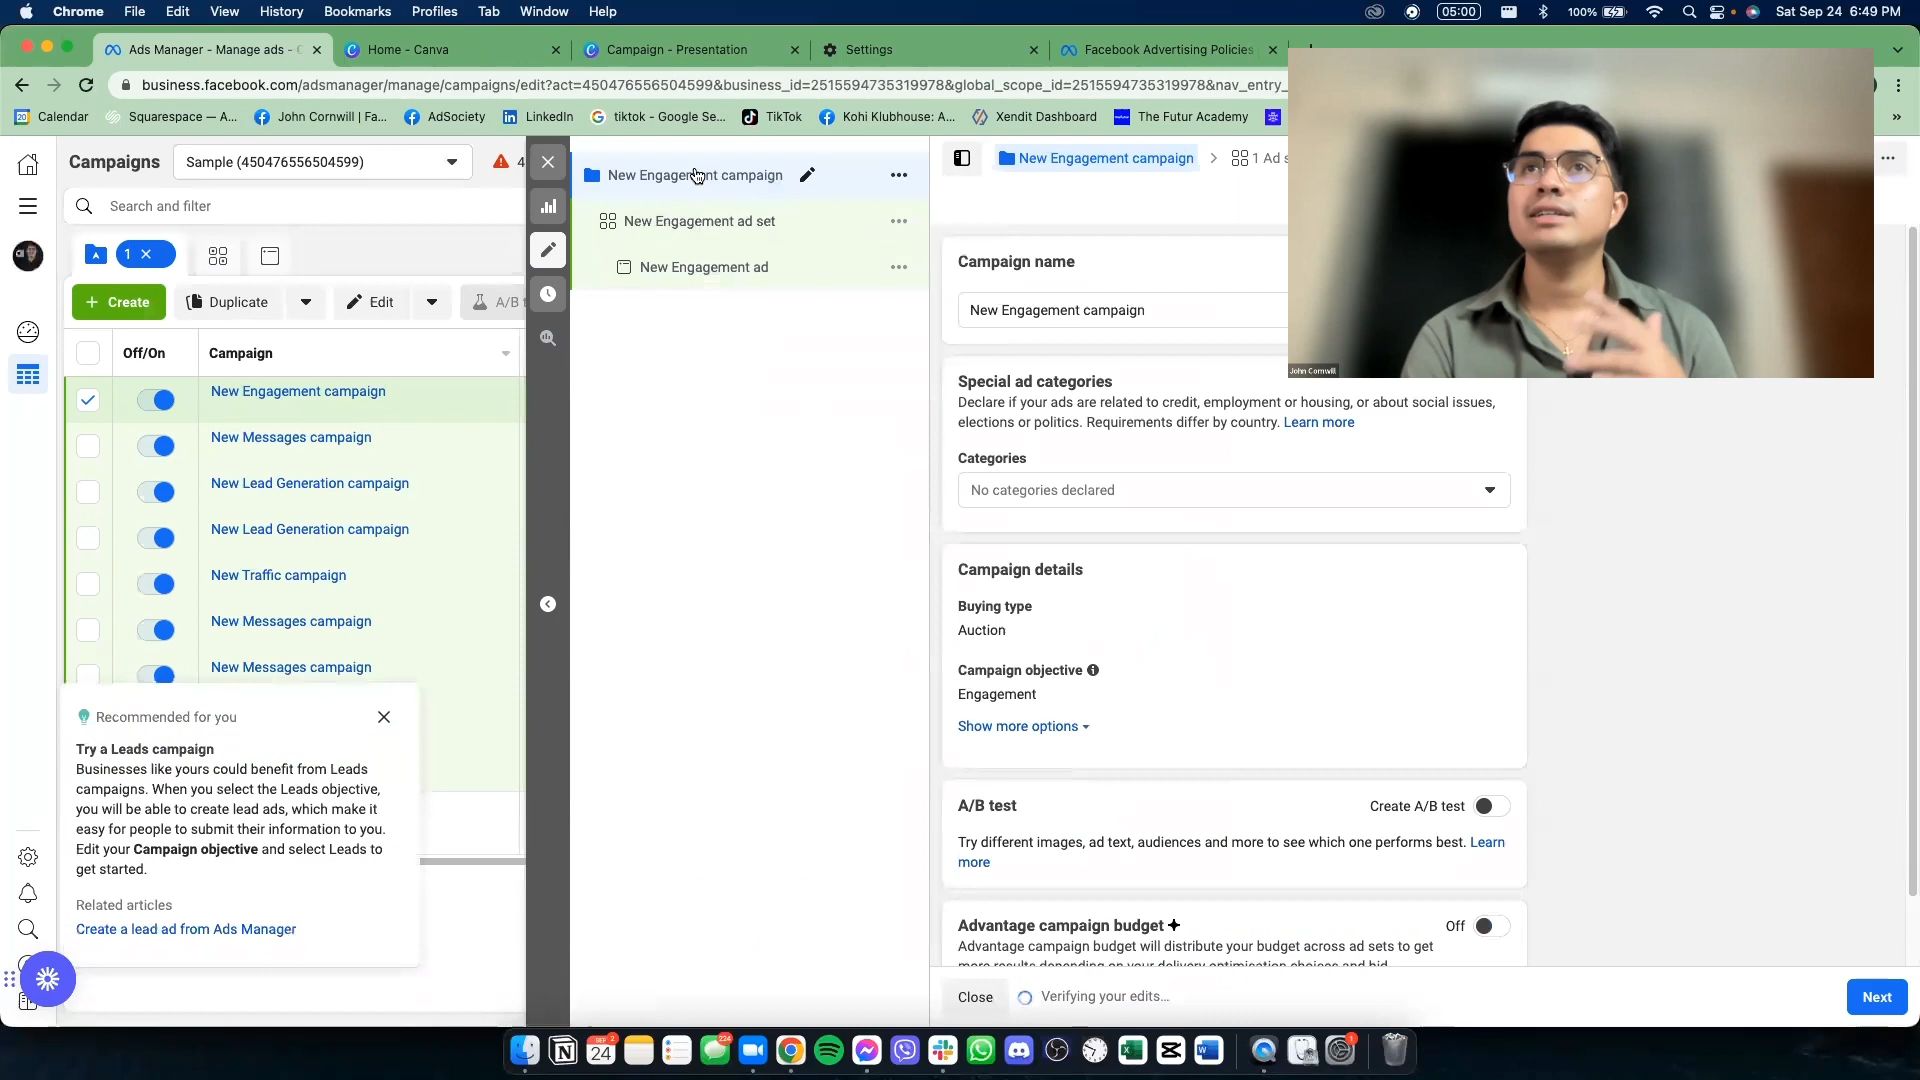 Chrome File Edit View History Bookmarks Profiles Tab Window Help
05:00 100% Sat Sep 24 6:49 PM
Ads Manager - Manage ads - C
Home - Canva
Campaign - Presentation
Settings
Facebook Advertising Policies
business.facebook.com/adsmanager/manage/campaigns/edit?act=450476556504599&business_id=2515594735319978&global_scope_id=2515594735319978&nav_entry_
Calendar Squarespace — A... John Cornwill | Fa... AdSociety LinkedIn tiktok - Google Se... TikTok Kohi Klubhouse: A... Xendit Dashboard The Futur Academy »
Campaigns
Sample (450476556504599)
4
Search and filter
1
Create
Duplicate
Edit
A/B t
Off/On
Campaign
New Engagement campaign
New Messages campaign
New Lead Generation campaign
New Lead Generation campaign
New Traffic campaign
New Messages campaign
New Messages campaign
Recommended for you
Try a Leads campaign
Businesses like yours could benefit from Leads
campaigns. When you select the Leads objective,
you will be able to create lead ads, which make it
easy for people to submit their information to you.
Edit your Campaign objective and select Leads to
get started.
Related articles
Create a lead ad from Ads Manager
New Engagement campaign
New Engagement ad set
New Engagement ad
New Engagement campaign
1 Ad s
John Cornwill
Campaign name
New Engagement campaign
Special ad categories
Declare if your ads are related to credit, employment or housing, or about social issues,
elections or politics. Requirements differ by country. Learn more
Categories
No categories declared
Campaign details
Buying type
Auction
Campaign objective
Engagement
Show more options
A/B test
Create A/B test
Try different images, ad text, audiences and more to see which one performs best. Learn
more
Advantage campaign budget
Off
Advantage campaign budget will distribute your budget across ad sets to get
more results depending on your delivery optimisation choices and bid
Close
Verifying your edits...
Next
SEP
24
2
224
1